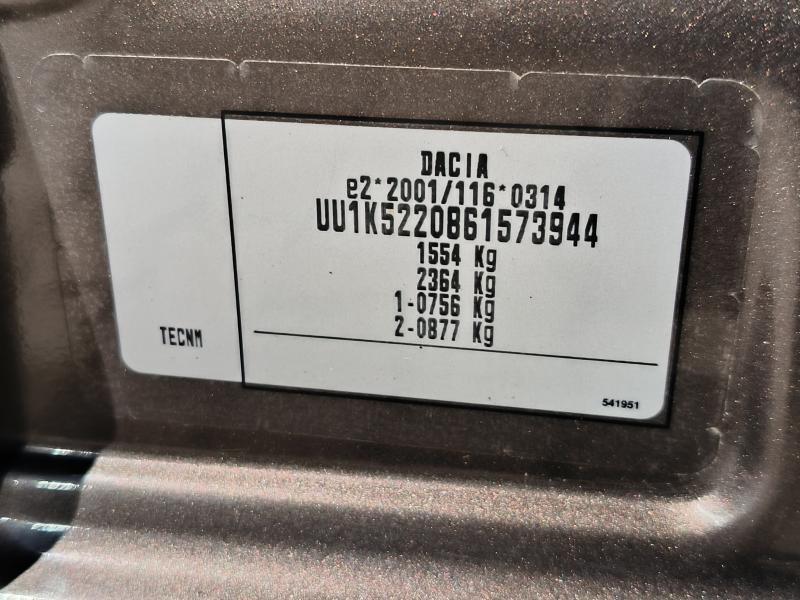 DACIA
e2*2001/116*0314
UU1K5220861573944
1554 Kg
2364 Kg
1-0756 Kg
2-0877 Kg
TECNM
541951